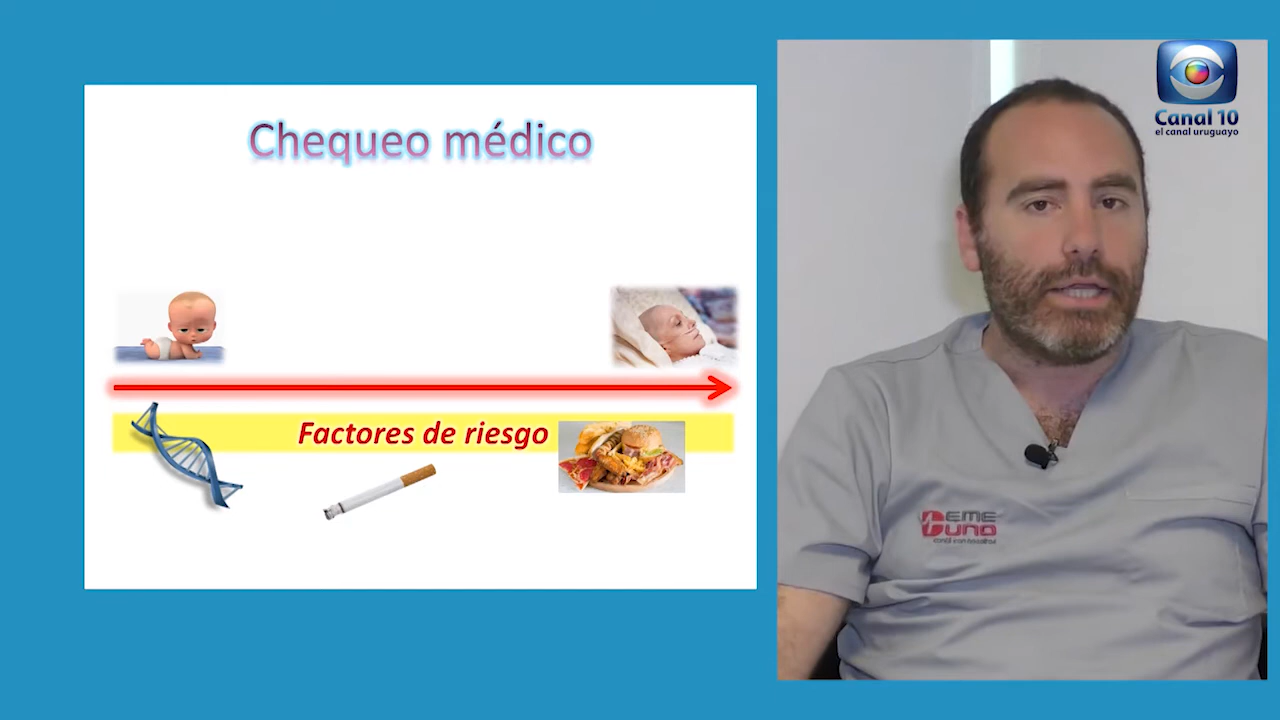 Chequeo médico
Factores de riesgo
Canal 10
el canal uruguayo
EME
UNO